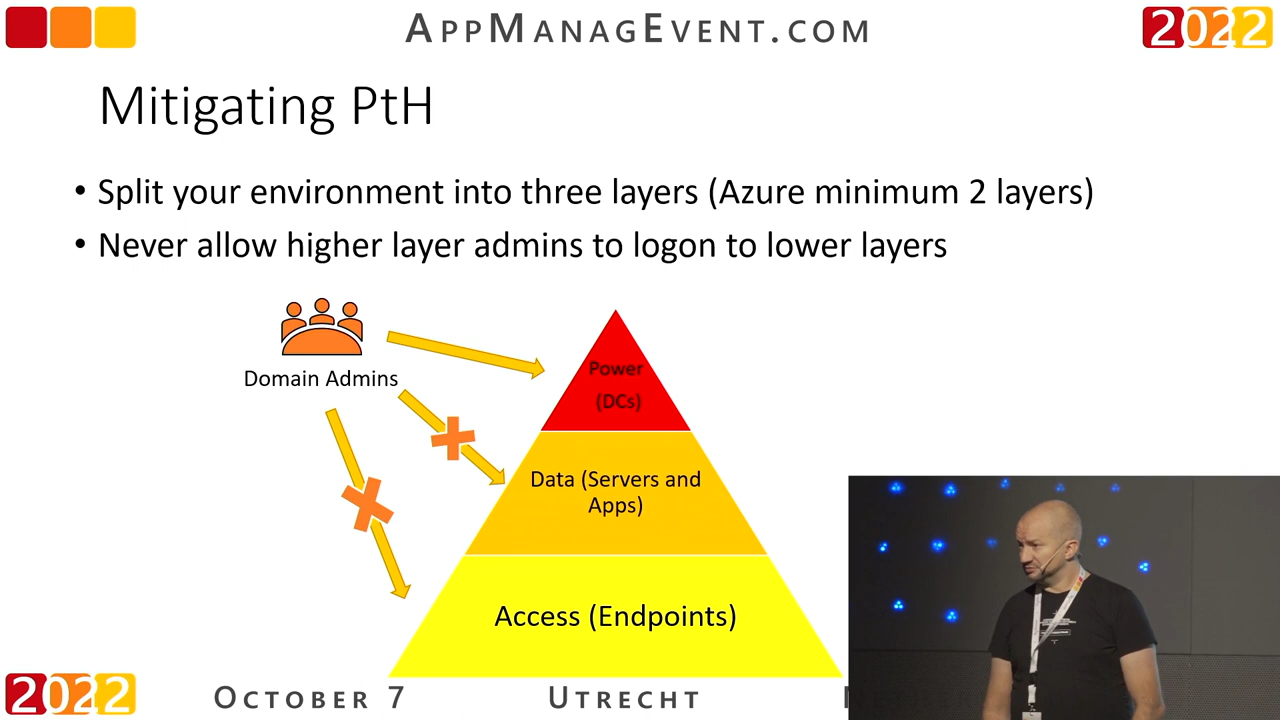 APPMANAGEEVENT.COM
2022
Mitigating PtH
• Split your environment into three layers (Azure minimum 2 layers)
• Never allow higher layer admins to logon to lower layers
Domain Admins
Power
(DCs)
Data (Servers and
Apps)
Access (Endpoints)
2022
OCTOBER 7
UTRECHT